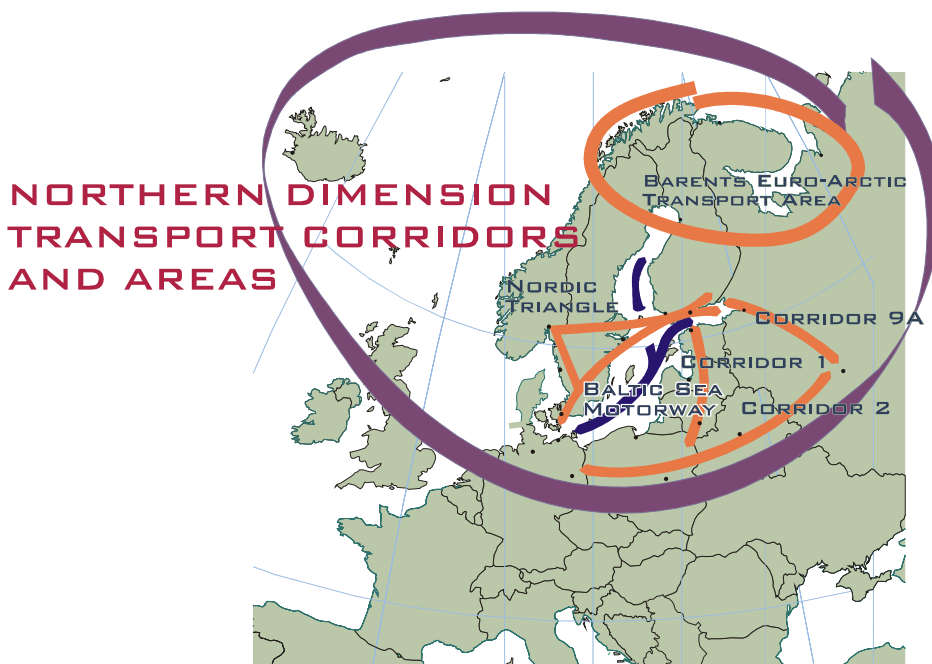 NORTHERN DIMENSION
TRANSPORT CORRIDORS
AND AREAS
BARENTS EURO-ARCTIC
TRANSPORT AREA
NORDIC
TRIANGLE
CORRIDOR 9A
CORRIDOR 1
BALTIC SEA
MOTORWAY
CORRIDOR 2